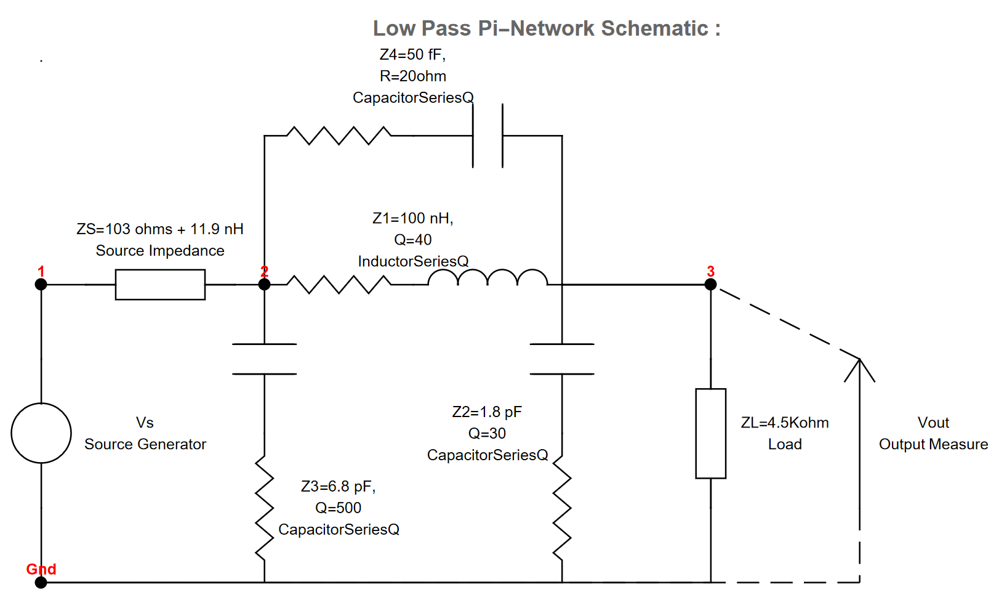 Low Pass Pi–Network Schematic :
Z4=50 fF,
R=20ohm
CapacitorSeriesQ
Z1=100 nH,
Q=40
InductorSeriesQ
ZS=103 ohms + 11.9 nH
Source Impedance
1
2
3
Z2=1.8 pF
Q=30
CapacitorSeriesQ
Vs
Source Generator
ZL=4.5Kohm
Load
Vout
Output Measure
Z3=6.8 pF,
Q=500
CapacitorSeriesQ
Gnd